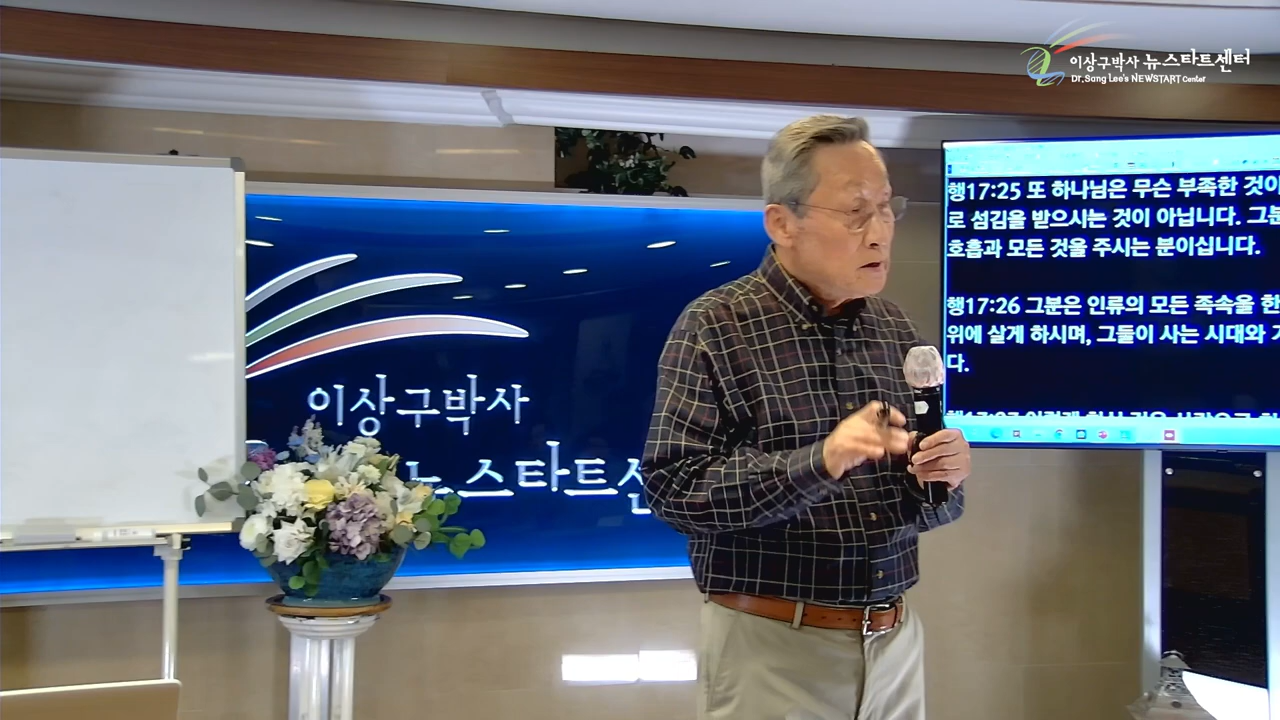 이상구박사 뉴스타트센터
Dr. Sang Lee's NEWSTART Center
행17:25 또 하나님은 무슨 부족한 것이
로 섬김을 받으시는 것이 아닙니다. 그분
호흡과 모든 것을 주시는 분이십니다.
행17:26 그분은 인류의 모든 족속을 한
위에 살게 하시며, 그들이 사는 시대와
다.
이상구박사
뉴스타트센